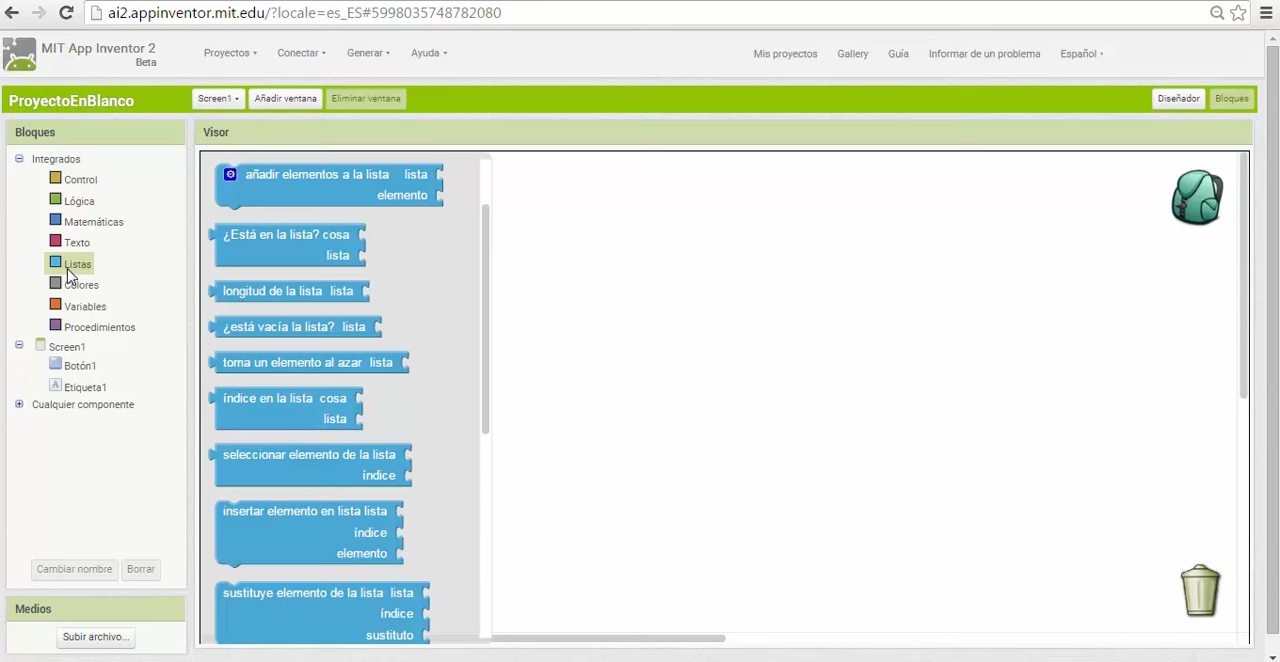 ai2.appinventor.mit.edu/?locale=es_ES#5998035748782080
MIT App Inventor 2
Beta
Proyectos
Conectar
Generar
Ayuda
Mis proyectos
Gallery
Guía
Informar de un problema
Español
ProyectoEnBlanco
Screen1
Añadir ventana
Eliminar ventana
Diseñador
Bloques
Bloques
Integrados
Control
Lógica
Matemáticas
Texto
Listas
Colores
Variables
Procedimientos
Screen1
Botón1
A Etiqueta1
Cualquier componente
Cambiar nombre
Borrar
Medios
Subir archivo...
Visor
añadir elementos a la lista lista
elemento
¿Está en la lista? cosa
lista
longitud de la lista lista
¿está vacía la lista? lista
toma un elemento al azar lista
índice en la lista cosa
lista
seleccionar elemento de la lista
índice
insertar elemento en lista lista
índice
elemento
sustituye elemento de la lista lista
índice
sustituto